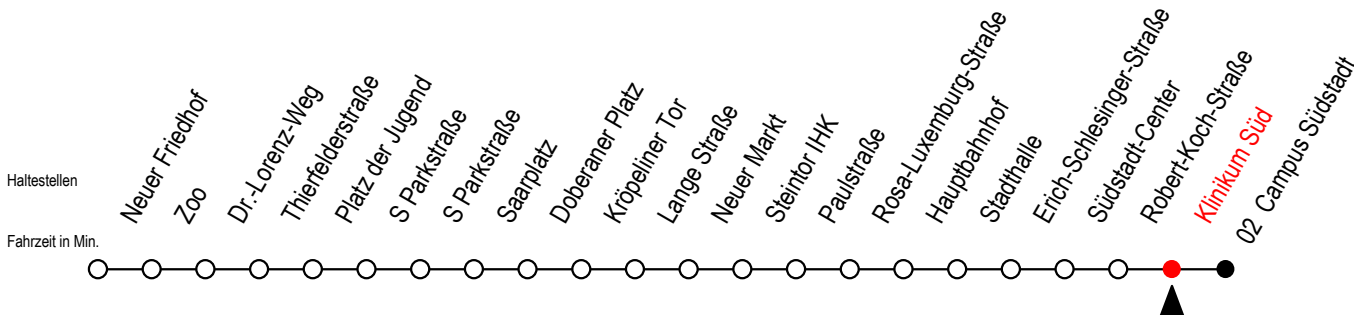 Haltestellen
Neuer Friedhof
Zoo
Dr.-Lorenz-Weg
Thierfelderstraße
Platz der Jugend
S Parkstraße
S Parkstraße
Saarplatz
Doberaner Platz
Kröpeliner Tor
Lange Straße
Neuer Markt
Steintor IHK
Paulstraße
Rosa-Luxemburg-Straße
Hauptbahnhof
Stadthalle
Erich-Schlesinger-Straße
Südstadt-Center
Robert-Koch-Straße
Klinikum Süd
02 Campus Südstadt
Fahrzeit in Min.